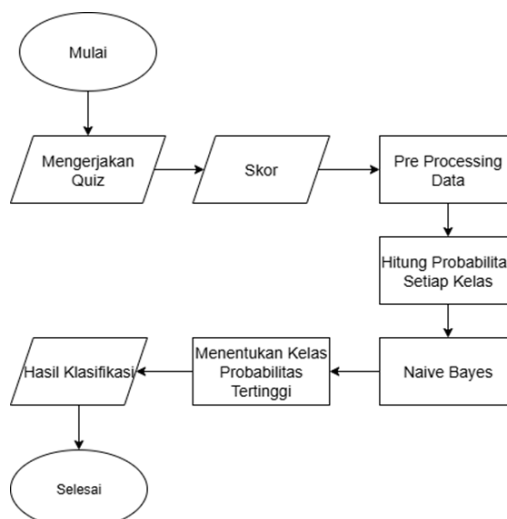 Mulai
Mengerjakan
Quiz
Skor
Pre Processing
Data
Hitung Probabilita
Setiap Kelas
Naive Bayes
Menentukan Kelas
Probabilitas
Tertinggi
Hasil Klasifikasi
Selesai